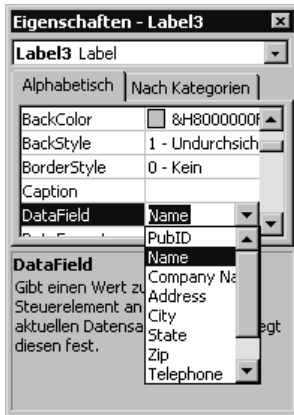 Eigenschaften - Label3
Label3 Label
Alphabetisch Nach Kategorien
BackColor &H8000000
BackStyle 1 - Undurchsich
BorderStyle 0 - Kein
Caption
DataField Name
PubID
Name
Company Na
Address
City
State
Zip
Telephone
DataField
Gibt einen Wert zu
Steuerelement an
aktuellen Datensa egt
diesen fest.